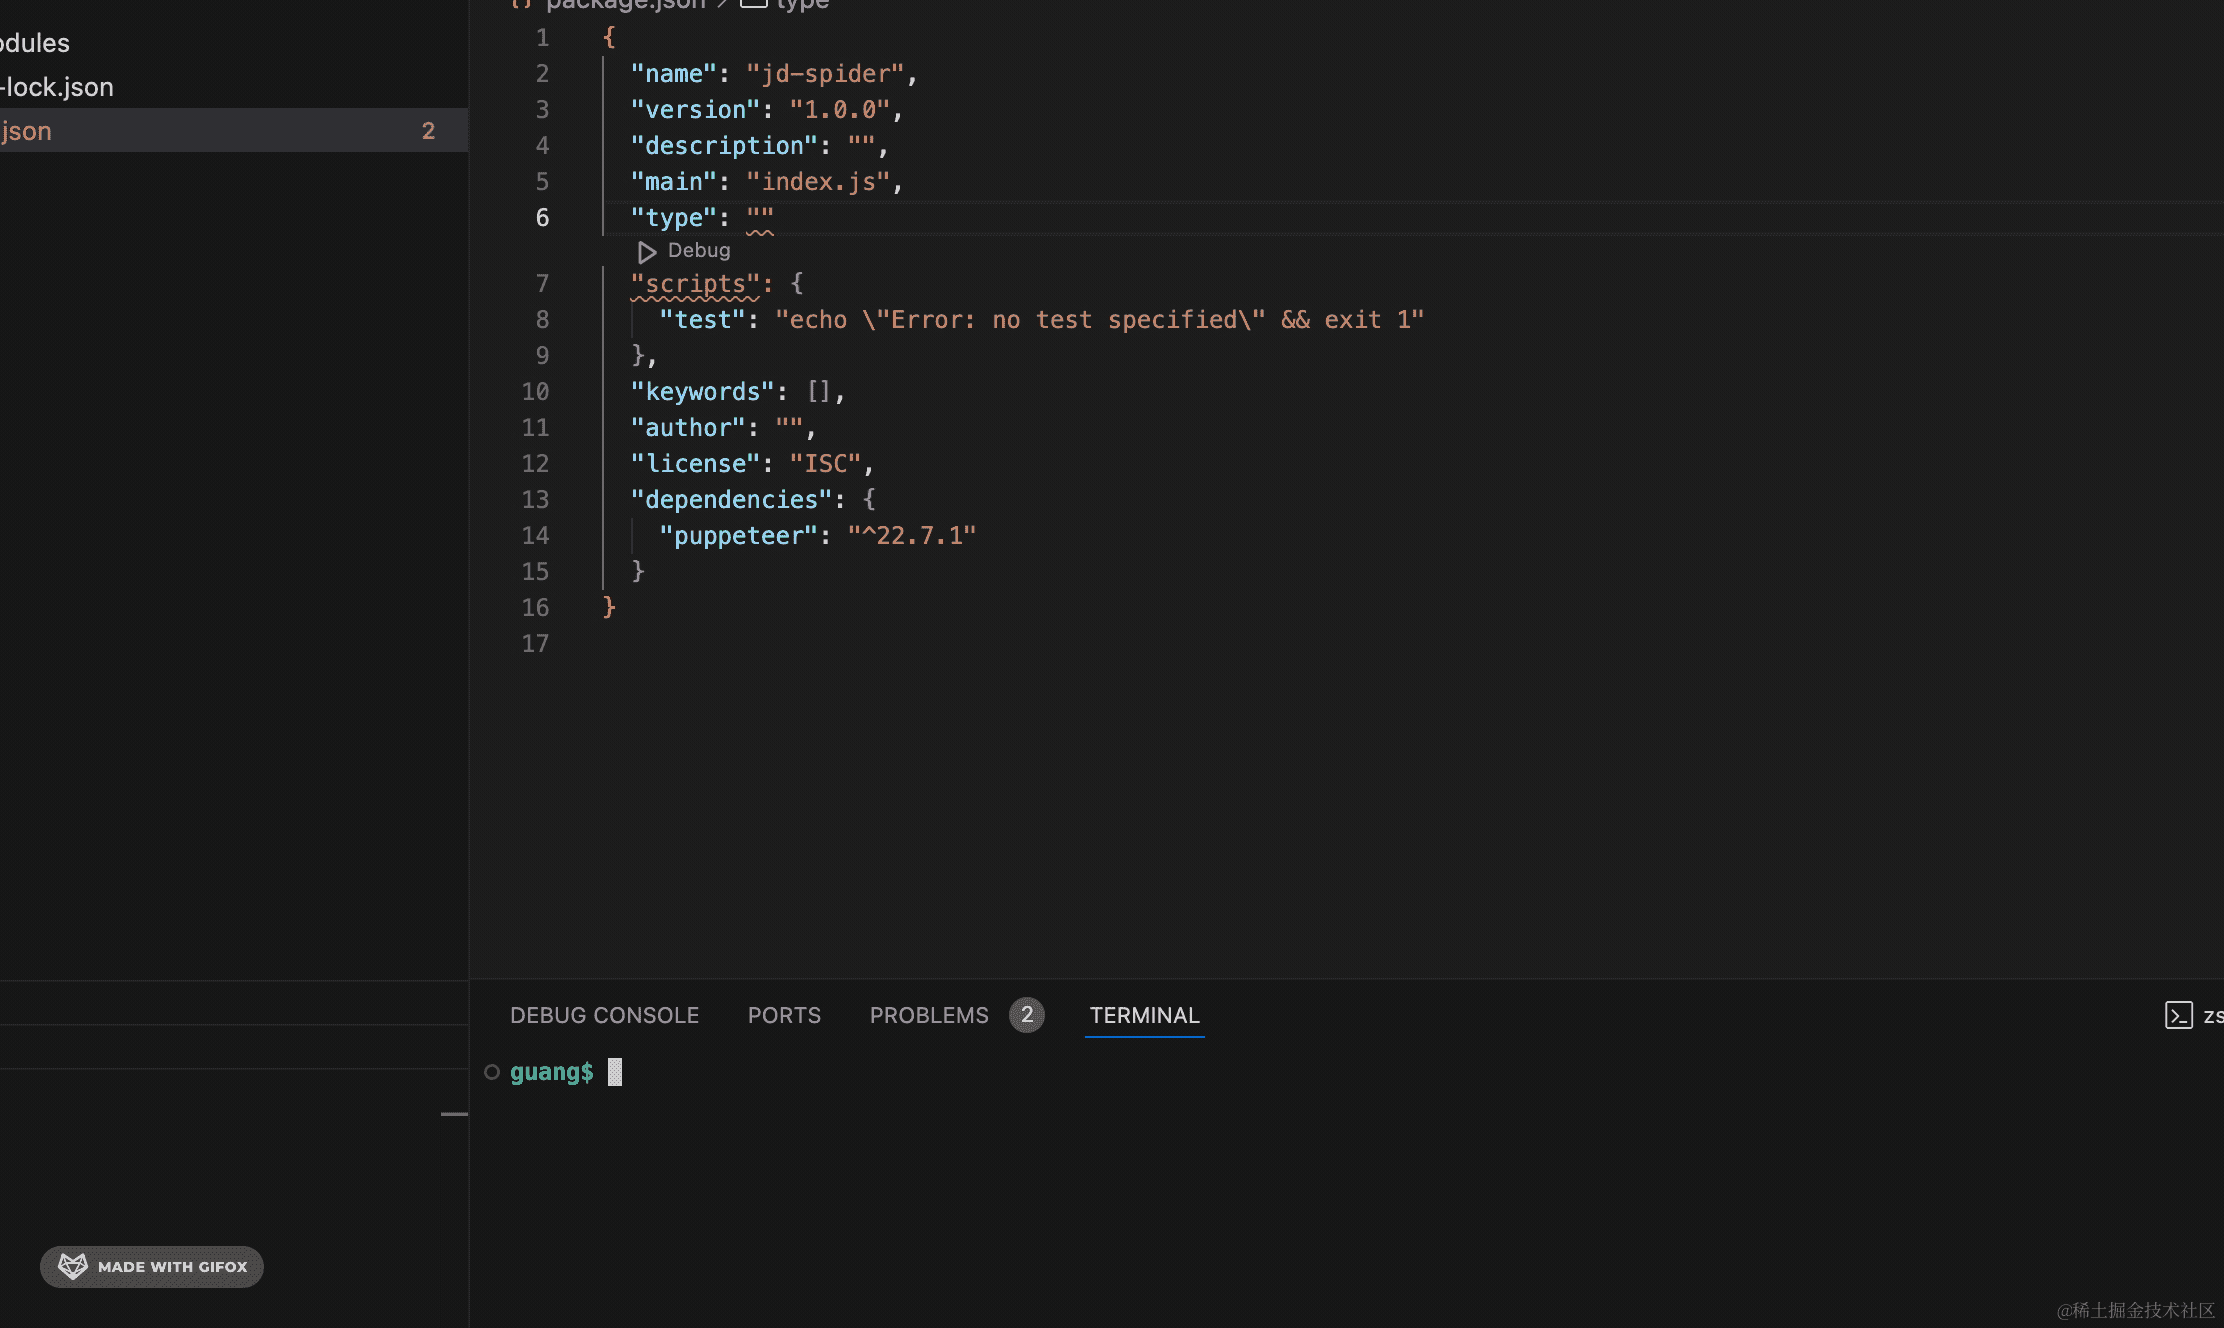 package.json > type
odules
-lock.json
json 2
1 {
2 "name": "jd-spider",
3 "version": "1.0.0",
4 "description": "",
5 "main": "index.js",
6 "type": ""
Debug
7 "scripts": {
8 "test": "echo \"Error: no test specified\" && exit 1"
9 },
10 "keywords": [],
11 "author": "",
12 "license": "ISC",
13 "dependencies": {
14 "puppeteer": "^22.7.1"
15 }
16 }
17
DEBUG CONSOLE PORTS PROBLEMS 2 TERMINAL zs
guang$
MADE WITH GIFOX
@稀土掘金技术社区